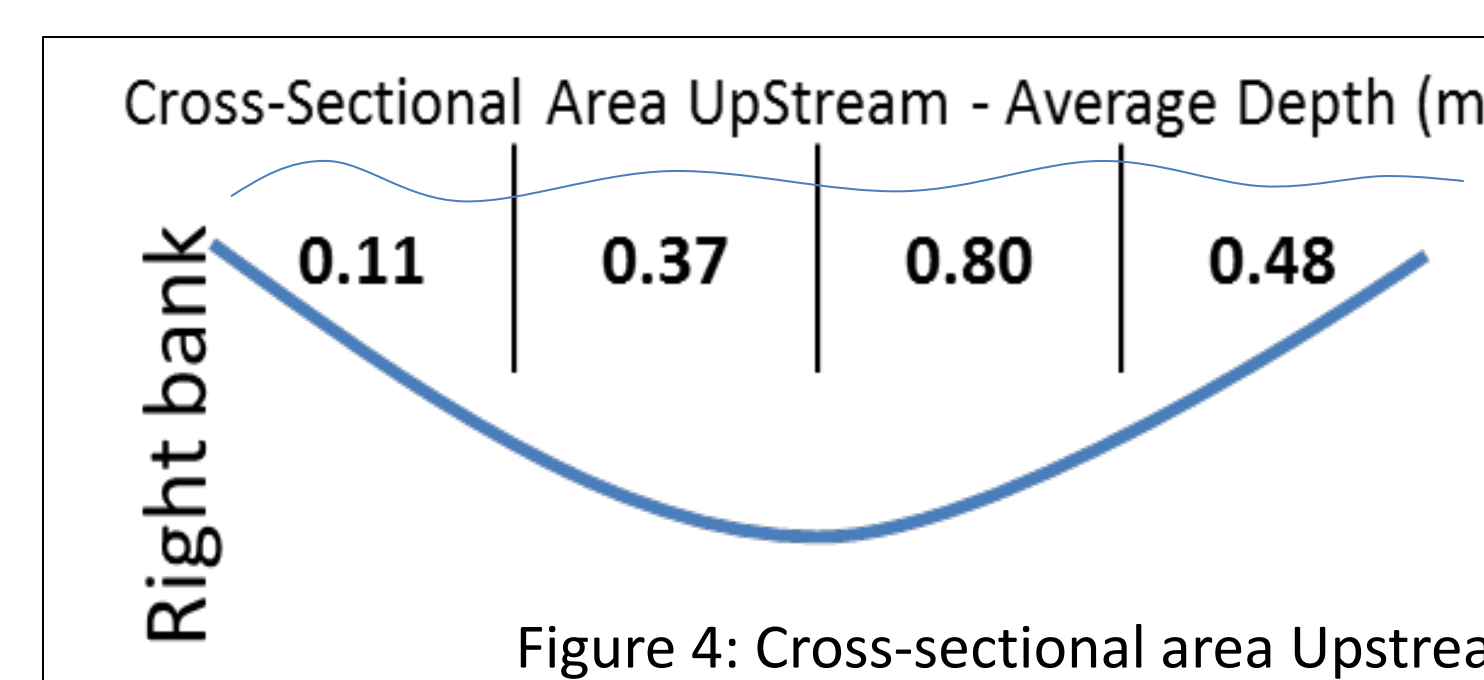 Cross-Sectional Area UpStream - Average Depth (m
0.11 0.37 0.80 0.48
Right bank
Figure 4: Cross-sectional area Upstrea